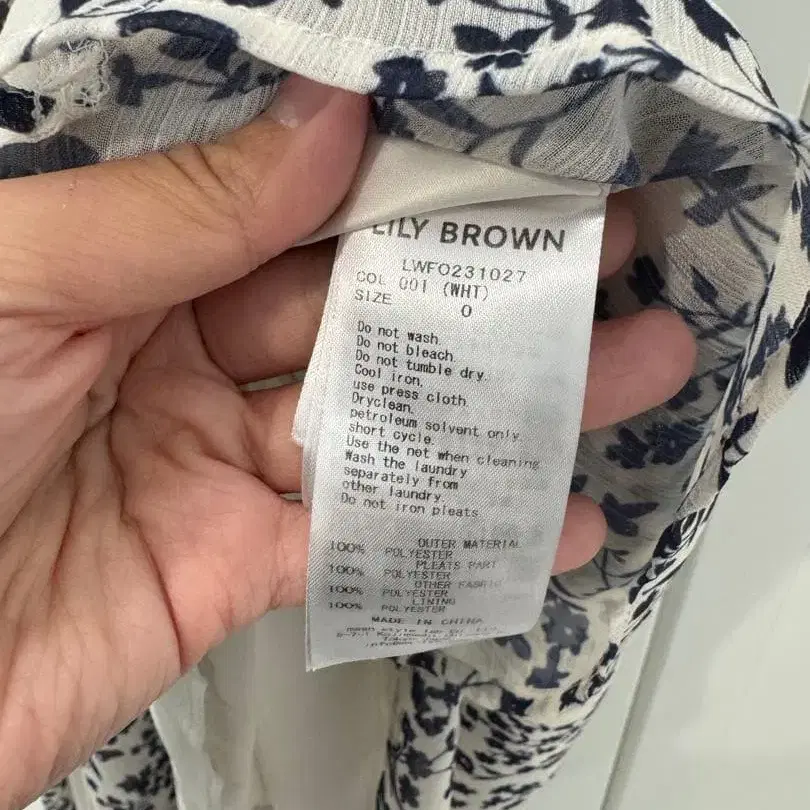 LILY BROWN
LWFO231027
COL 001 (WHT)
SIZE 0
Do not wash.
Do not bleach.
Do not tumble dry.
Cool iron,
use press cloth.
Dryclean,
petroleum solvent only.
short cycle.
Use the not when cleaning
Wash the laundry
separately from
other laundry.
Do not iron pleats.
OUTER MATERIAL
100% POLYESTER
PLEATS PART
100% POLYESTER
OTHER FABRIC
100% POLYESTER
LINING
100% POLYESTER
MADE IN CHINA